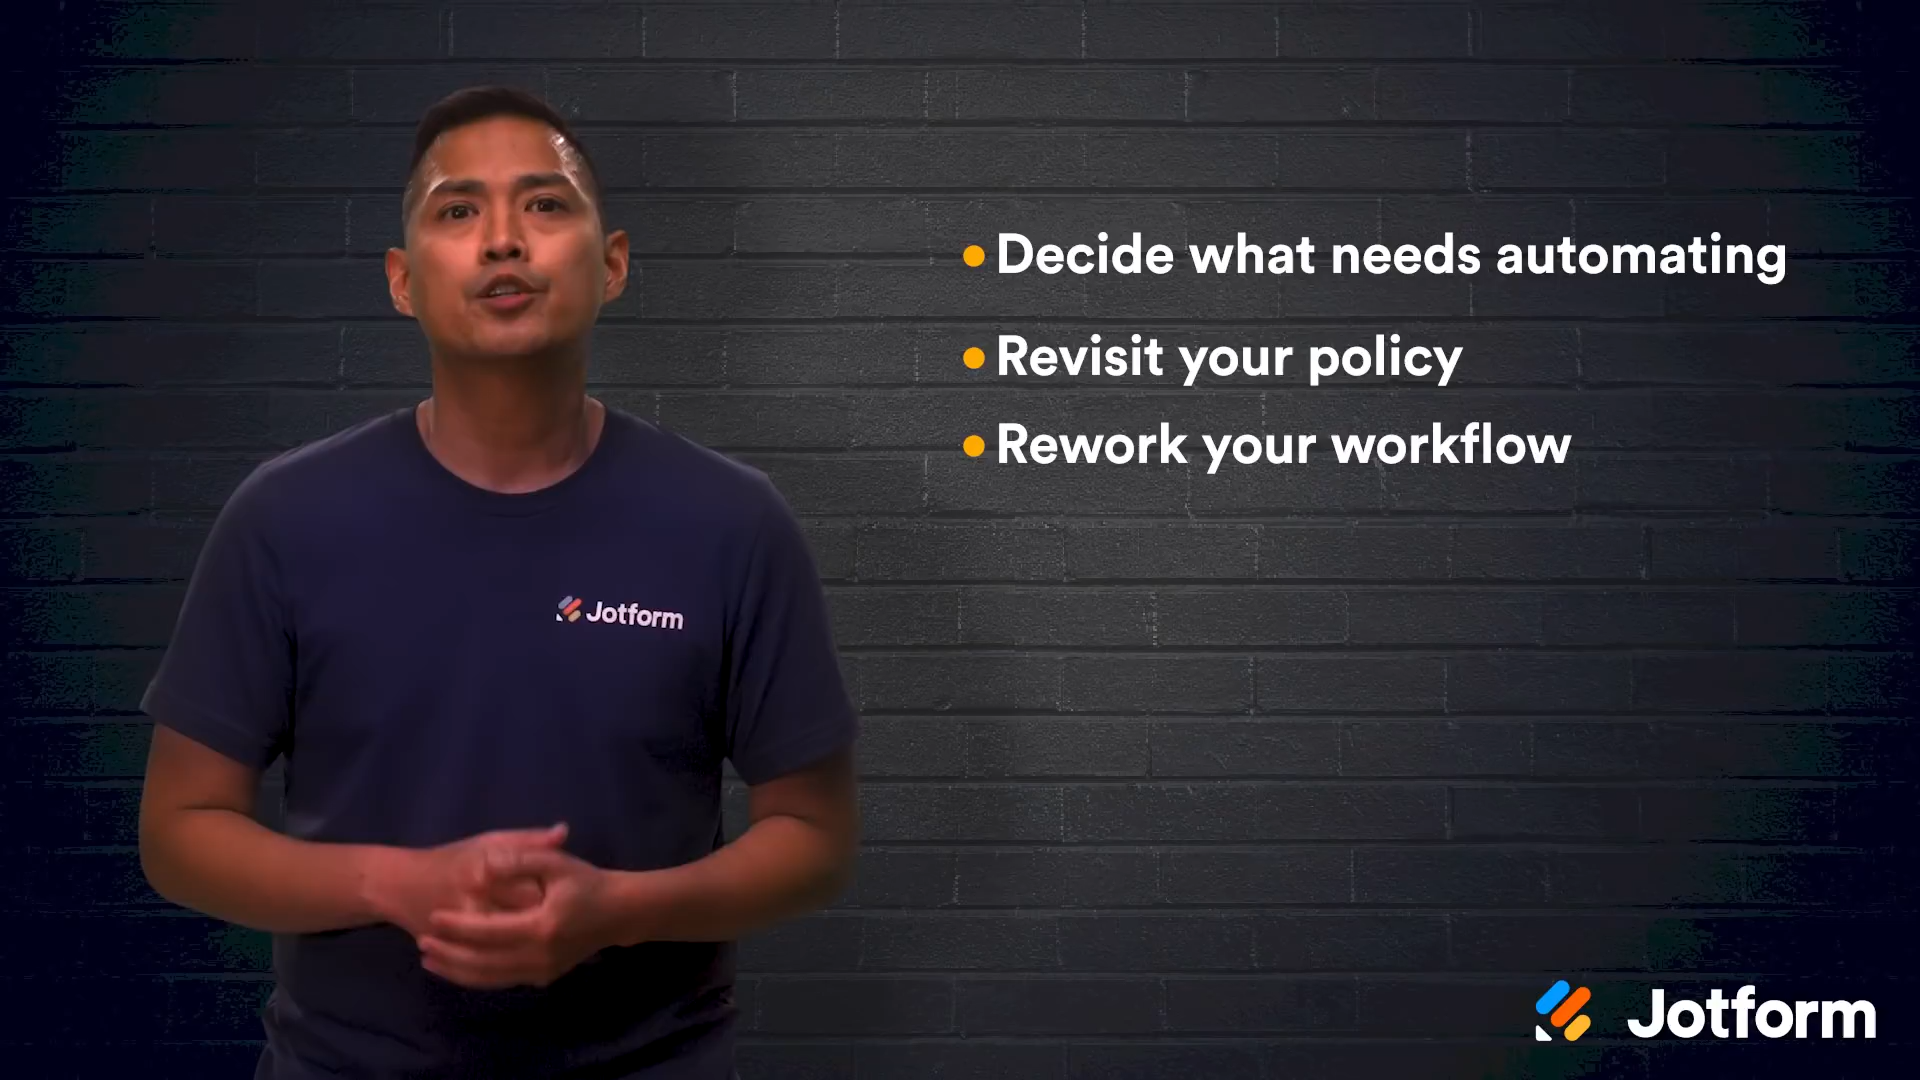 • Decide what needs automating
• Revisit your policy
• Rework your workflow
Jotform
Jotform